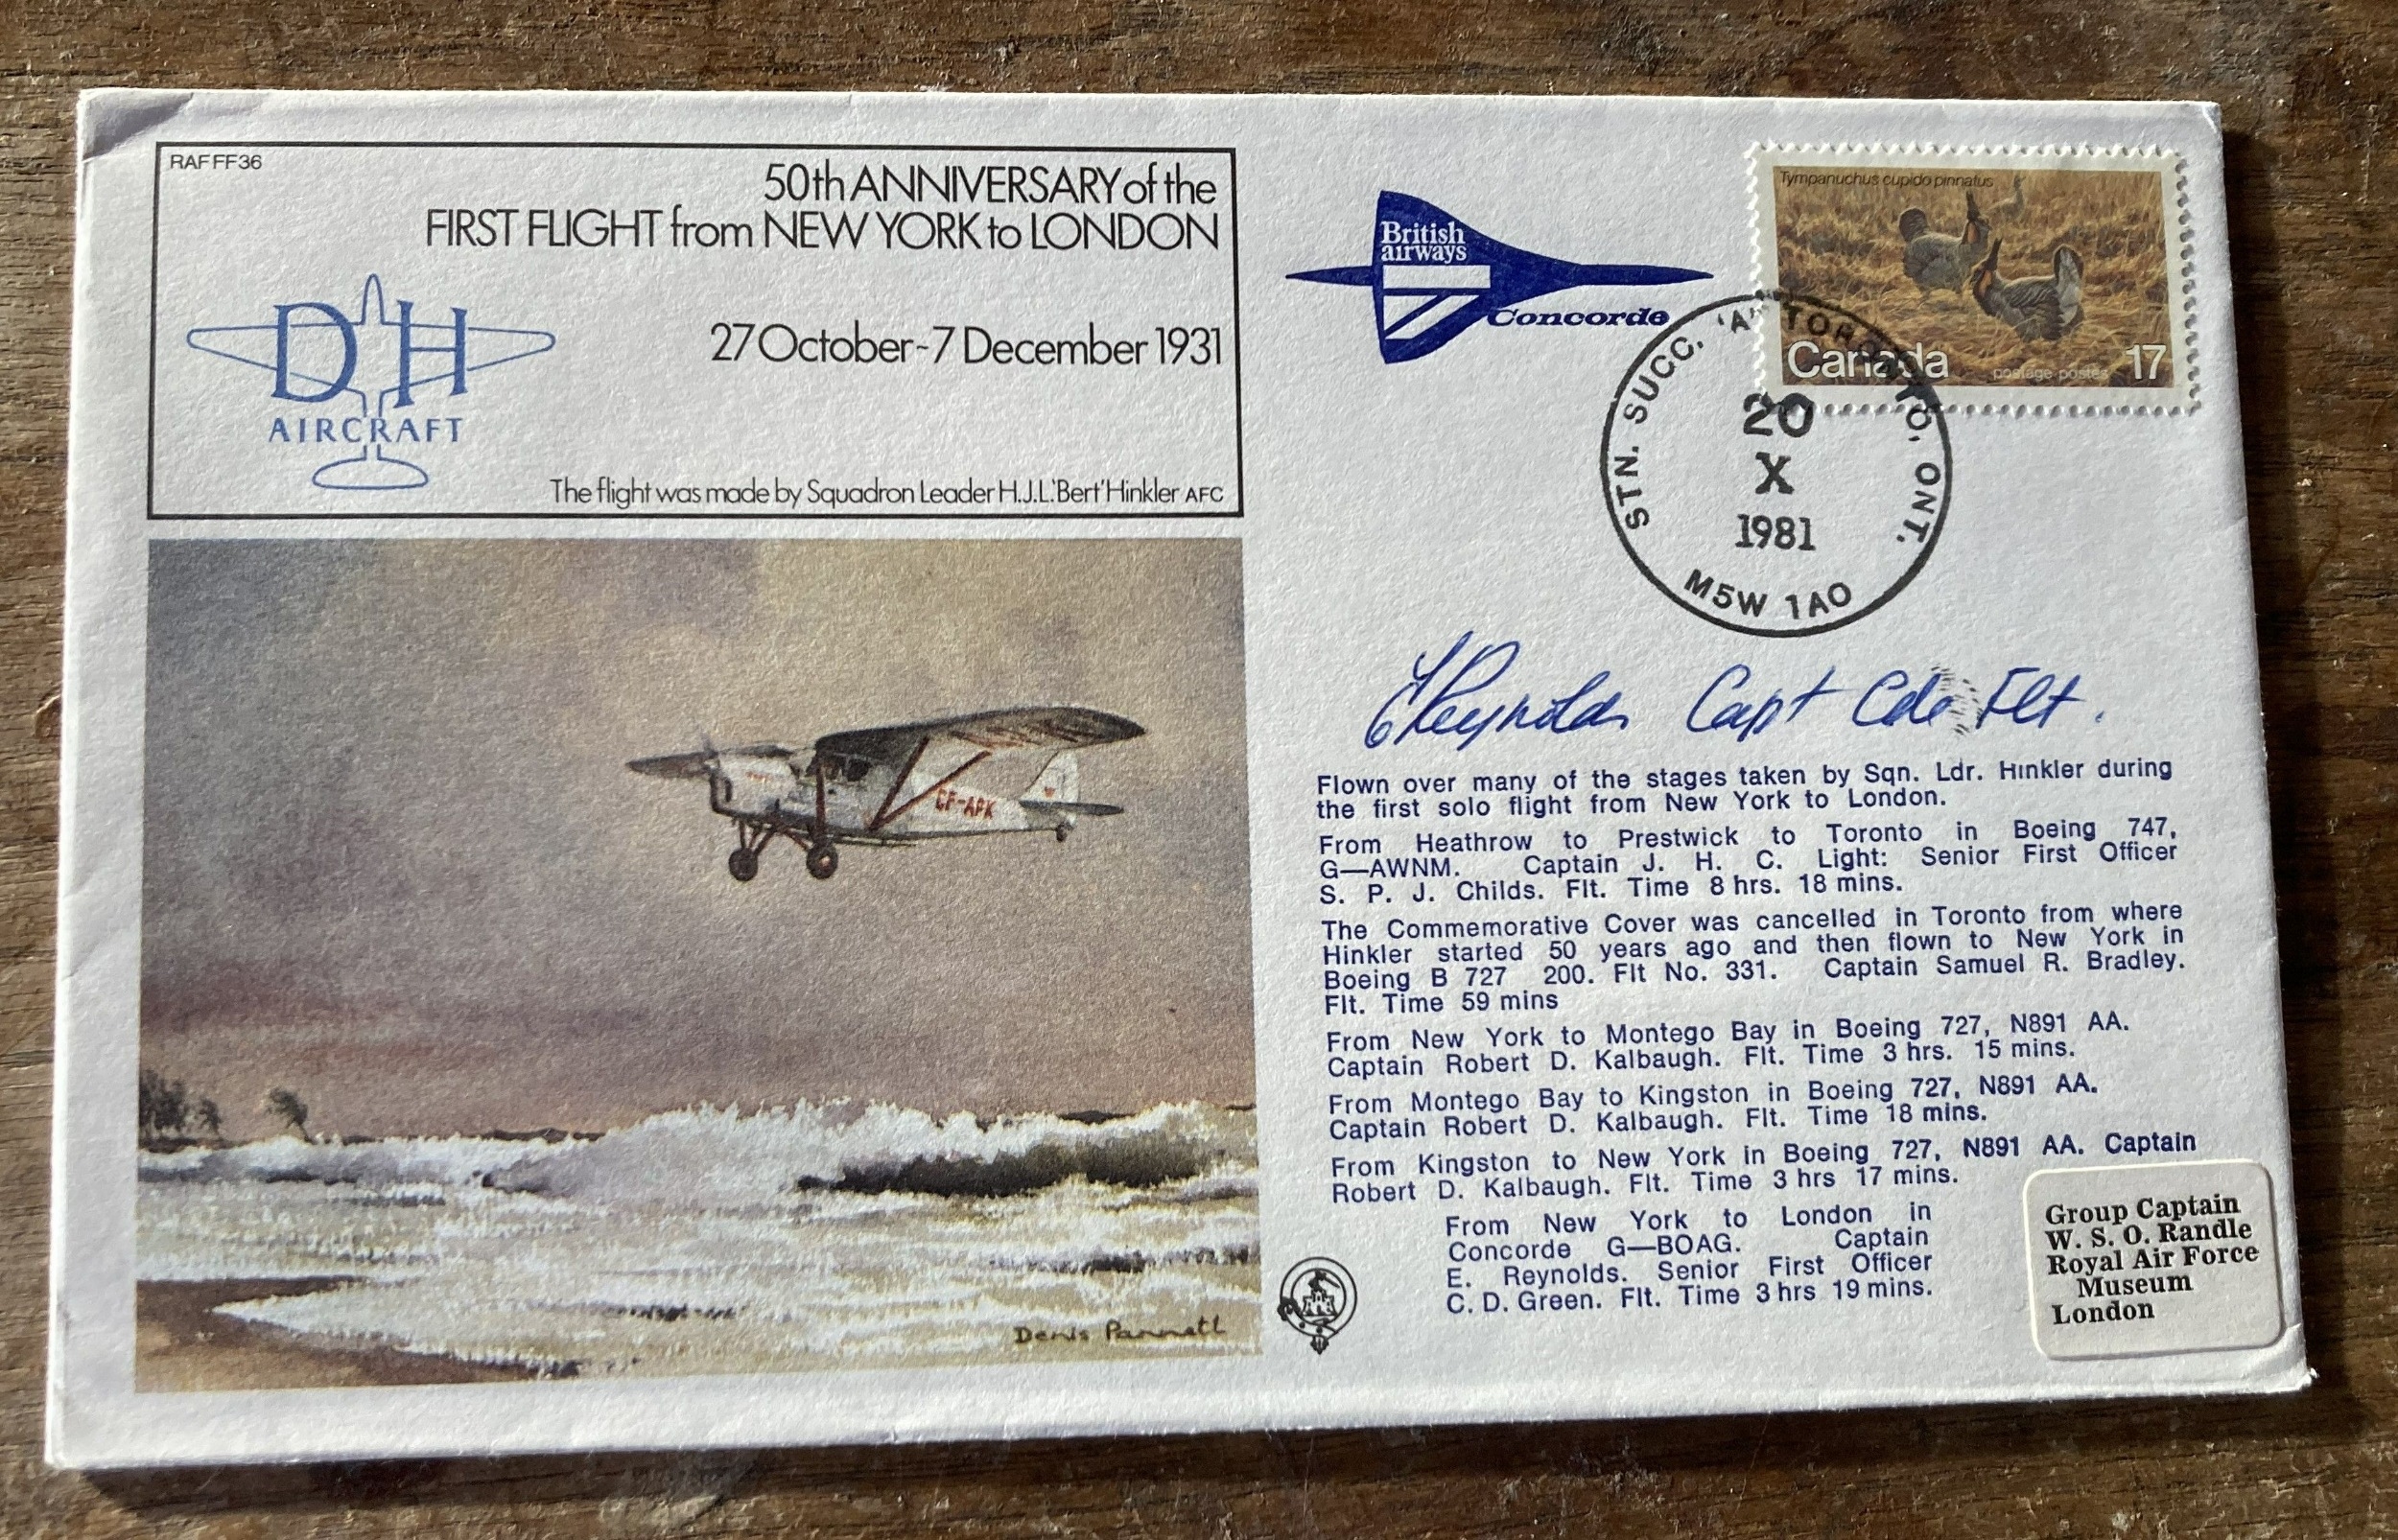 RAF FF36
50th ANNIVERSARY of the
FIRST FLIGHT from NEW YORK to LONDON
27 October~7 December 1931
DH
AIRCRAFT
The flight was made by Squadron Leader H.J.L. 'Bert' Hinkler AFC
CF-APK
Denis Pannett
British
airways
Concorde
Tympanuchus cupido pinnatus
Canada postage·postes 17
STN. SUCC. 'A' TORONTO, ONT.
20
X
1981
M5W 1A0
E Reynolds Capt Cde Flt.
Flown over many of the stages taken by Sqn. Ldr. Hinkler during
the first solo flight from New York to London.
From Heathrow to Prestwick to Toronto in Boeing 747,
G—AWNM. Captain J. H. C. Light: Senior First Officer
S. P. J. Childs. Flt. Time 8 hrs. 18 mins.
The Commemorative Cover was cancelled in Toronto from where
Hinkler started 50 years ago and then flown to New York in
Boeing B 727 200. Flt No. 331. Captain Samuel R. Bradley.
Flt. Time 59 mins
From New York to Montego Bay in Boeing 727, N891 AA.
Captain Robert D. Kalbaugh. Flt. Time 3 hrs. 15 mins.
From Montego Bay to Kingston in Boeing 727, N891 AA.
Captain Robert D. Kalbaugh. Flt. Time 18 mins.
From Kingston to New York in Boeing 727, N891 AA. Captain
Robert D. Kalbaugh. Flt. Time 3 hrs 17 mins.
From New York to London in
Concorde G—BOAG. Captain
E. Reynolds. Senior First Officer
C. D. Green. Flt. Time 3 hrs 19 mins.
Group Captain
W. S. O. Randle
Royal Air Force
Museum
London